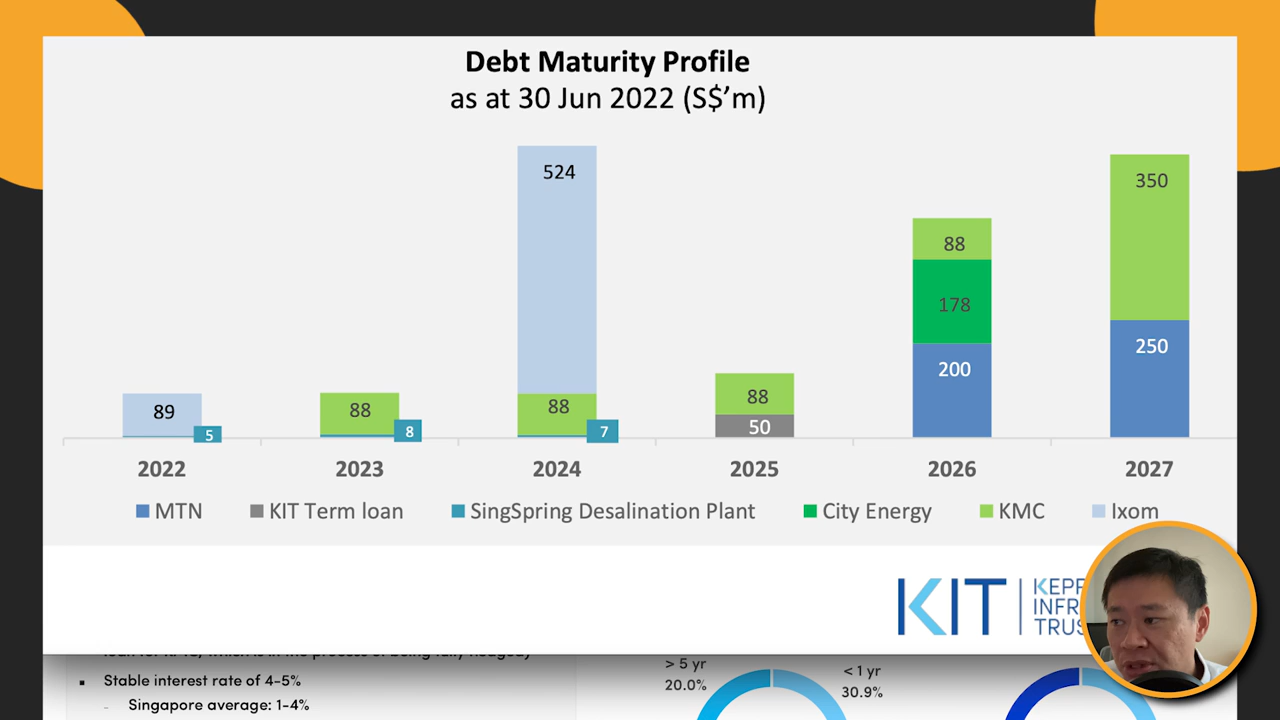 Debt Maturity Profile
as at 30 Jun 2022 (S$'m)
524
350
88
178
88
88
88
89
200
250
50
5
8
7
2022 2023 2024 2025 2026 2027
MTN KIT Term loan SingSpring Desalination Plant City Energy KMC Ixom
KIT
INFR
TRUS
> 5 yr
20.0%
< 1 yr
30.9%
Stable interest rate of 4-5%
Singapore average: 1-4%